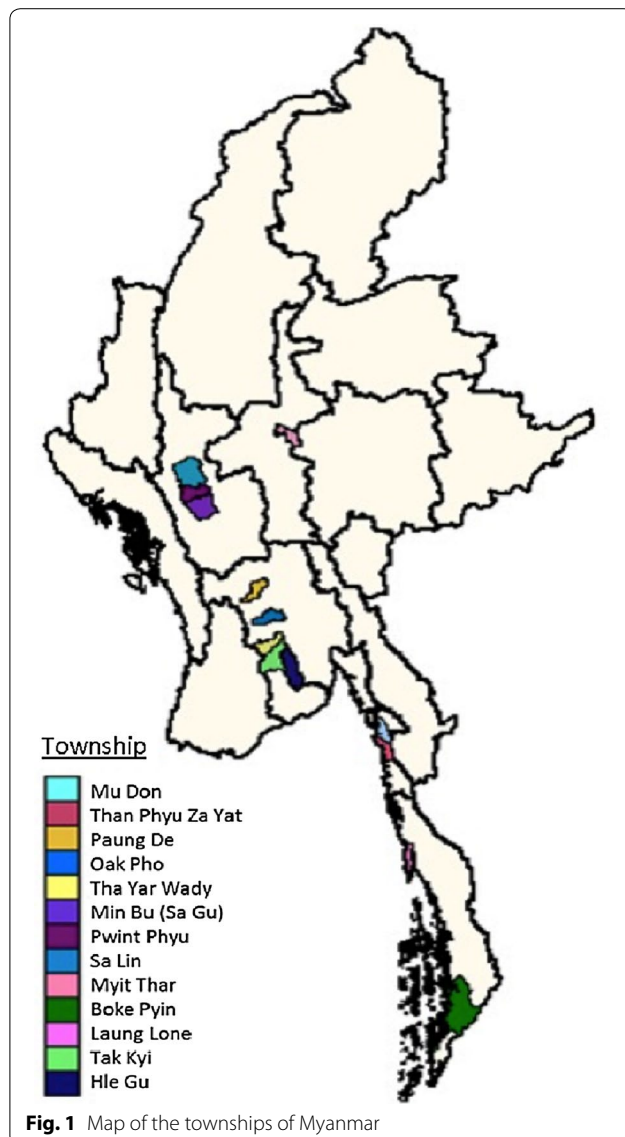 Township
Mu Don
Than Phyu Za Yat
Paung De
Oak Pho
Tha Yar Wady
Min Bu (Sa Gu)
Pwint Phyu
Sa Lin
Myit Thar
Boke Pyin
Laung Lone
Tak Kyi
Hle Gu
Fig. 1 Map of the townships of Myanmar